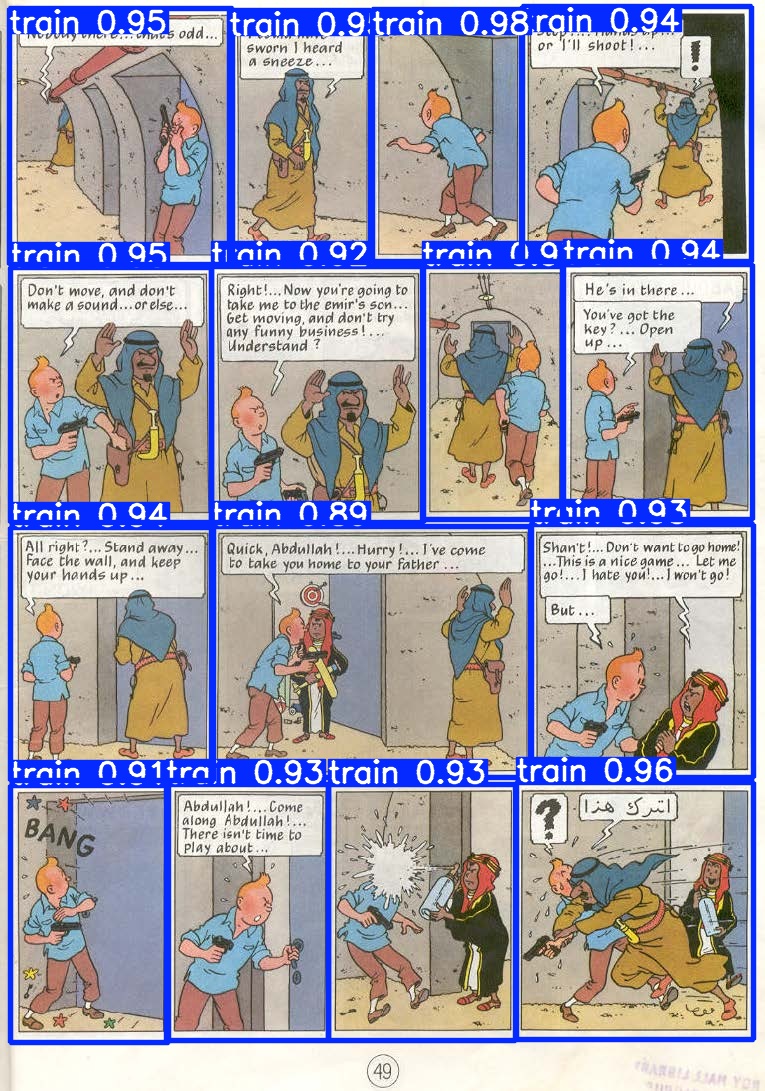 train 0.95
Nobody there... that's odd...
train 0.9
sworn I heard
a sneeze...
train 0.98
train 0.94
or I'll shoot!...
!
train 0.95
Don't move, and don't
make a sound...or else...
train 0.92
Right!... Now you're going to
take me to the emir's son...
Get moving, and don't try
any funny business!...
Understand?
train 0.9
train 0.94
He's in there...
You've got the
key?... Open
up...
train 0.94
All right?... Stand away...
Face the wall, and keep
your hands up...
train 0.89
Quick, Abdullah!...Hurry!... I've come
to take you home to your father...
train 0.93
Shan't!... Don't want to go home!
...This is a nice game... Let me
go!...I hate you!...I won't go!
But...
train 0.91
BANG
train 0.93
Abdullah!... Come
along Abdullah!...
There isn't time to
play about...
train 0.93
train 0.96
?
اترك هذا
49